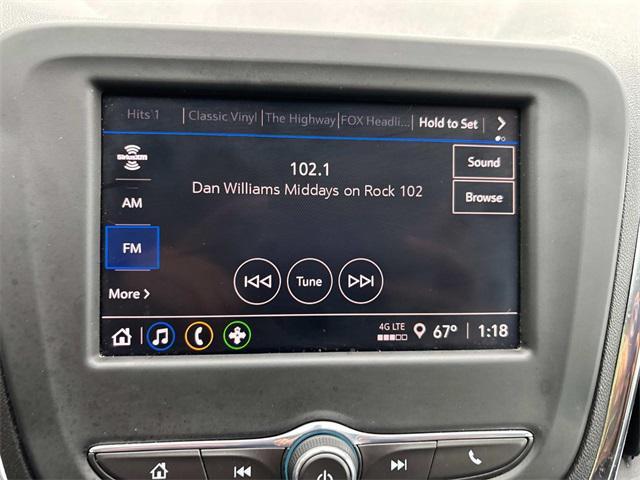 Hits 1 Classic Vinyl The Highway FOX Headli... Hold to Set
SiriusXM
102.1
Sound
Dan Williams Middays on Rock 102
AM
Browse
FM
Tune
More
4G LTE 67° 1:18